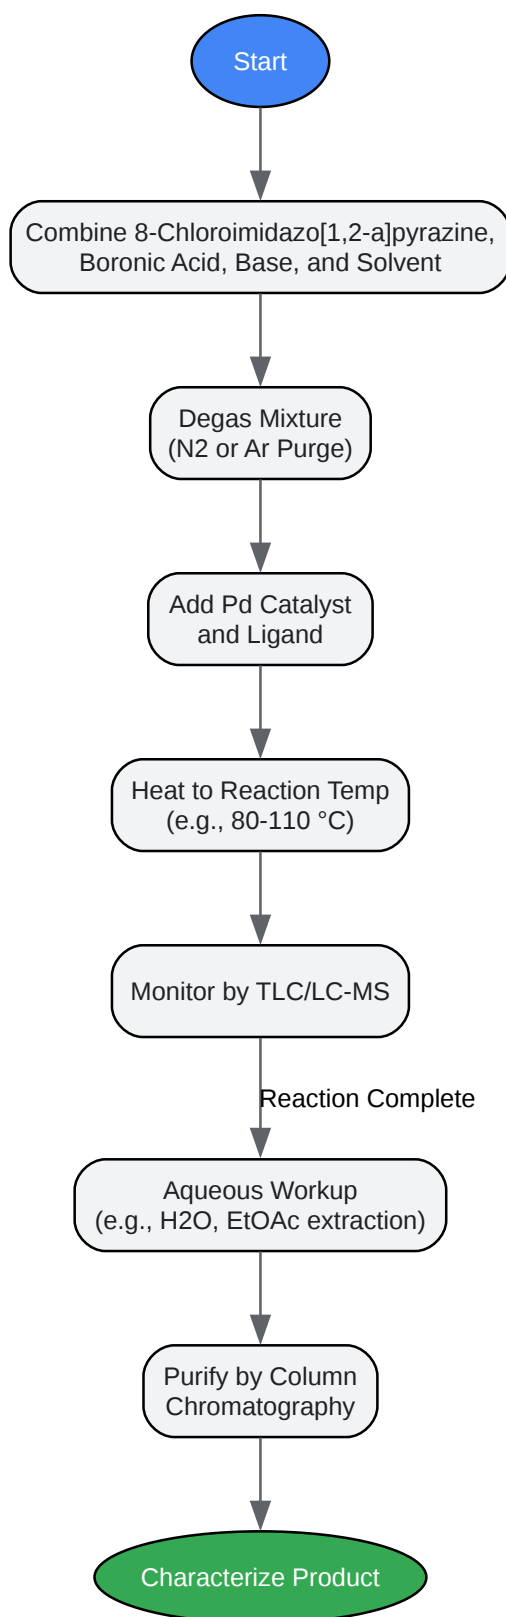 Start
Combine 8-Chloroimidazo[1,2-a]pyrazine,
Boronic Acid, Base, and Solvent
Degas Mixture
(N2 or Ar Purge)
Add Pd Catalyst
and Ligand
Heat to Reaction Temp
(e.g., 80-110 °C)
Monitor by TLC/LC-MS
Reaction Complete
Aqueous Workup
(e.g., H2O, EtOAc extraction)
Purify by Column
Chromatography
Characterize Product